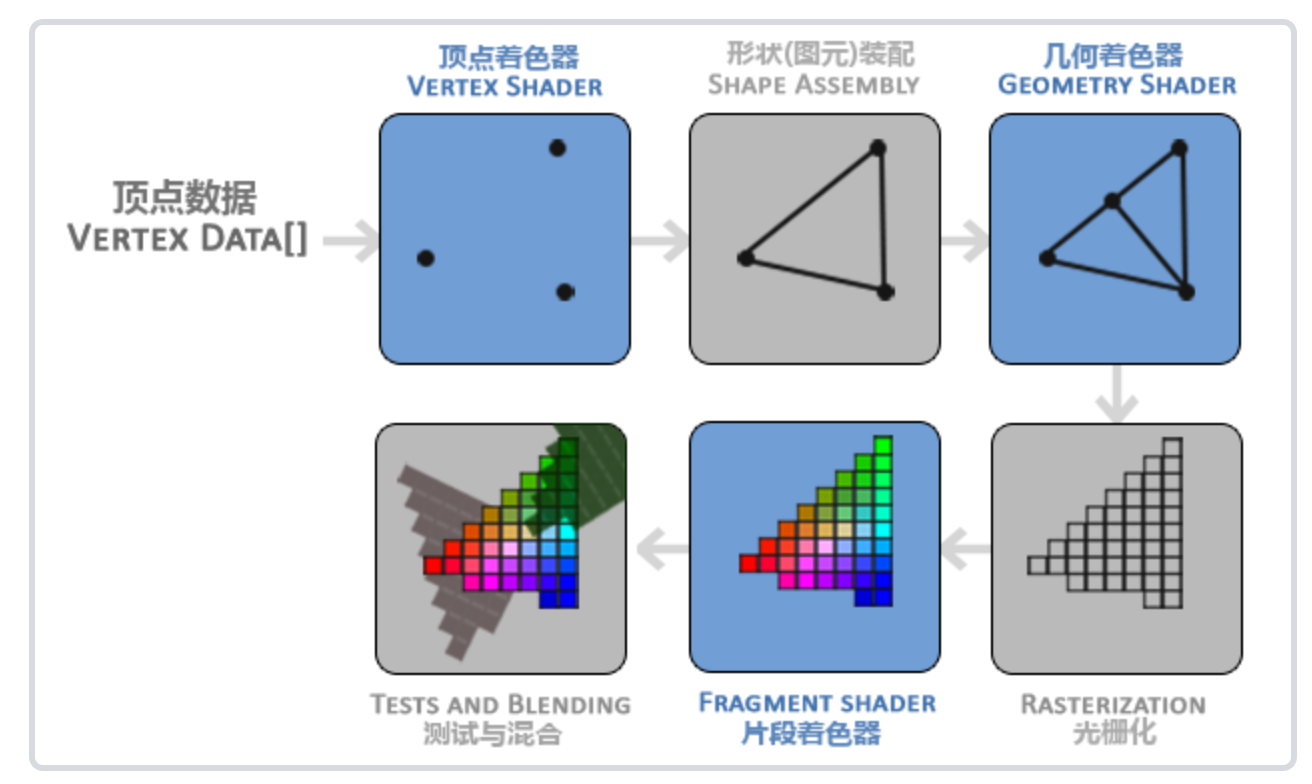 顶点着色器
VERTEX SHADER
形状(图元)装配
SHAPE ASSEMBLY
几何着色器
GEOMETRY SHADER
顶点数据
VERTEX DATA[]
TESTS AND BLENDING
测试与混合
FRAGMENT SHADER
片段着色器
RASTERIZATION
光栅化